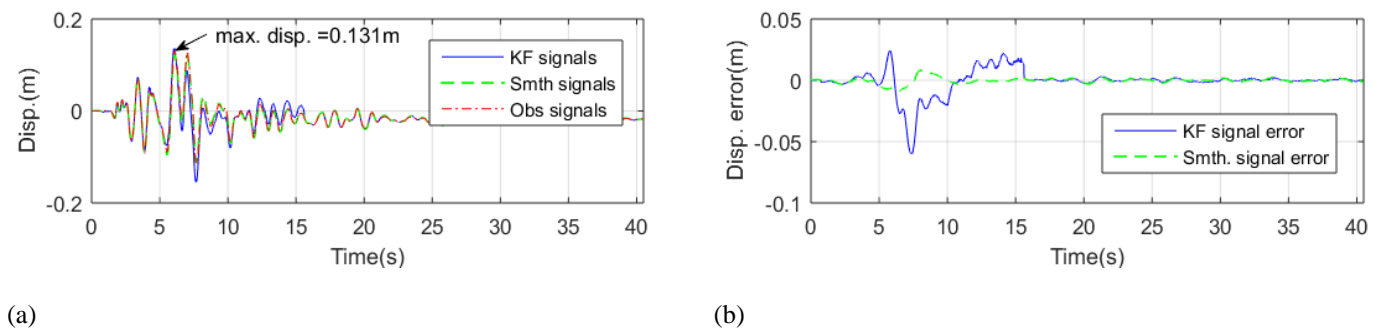 0.2
max. disp. =0.131m
KF signals
Smth signals
Obs signals
0
-0.2
Disp.(m)
0 5 10 15 20 25 30 35 40
Time(s)
(a)
0.05
0
-0.05
-0.1
Disp. error(m)
KF signal error
Smth. signal error
0 5 10 15 20 25 30 35 40
Time(s)
(b)